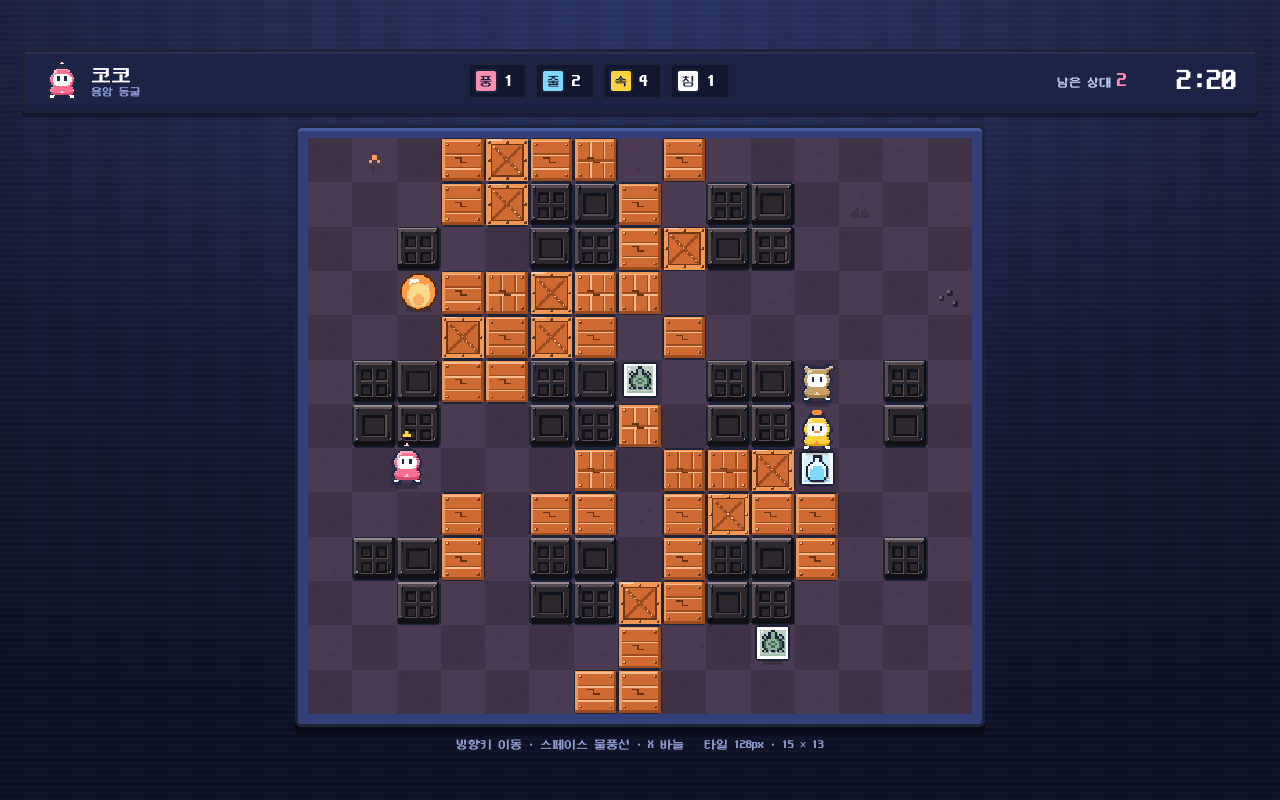 코코
용암 동굴
풍 1 줄 2 속 4 침 1
남은 상대 2
2:20
방향키 이동 · 스페이스 물풍선 · X 바늘 타일 128px · 15 × 13